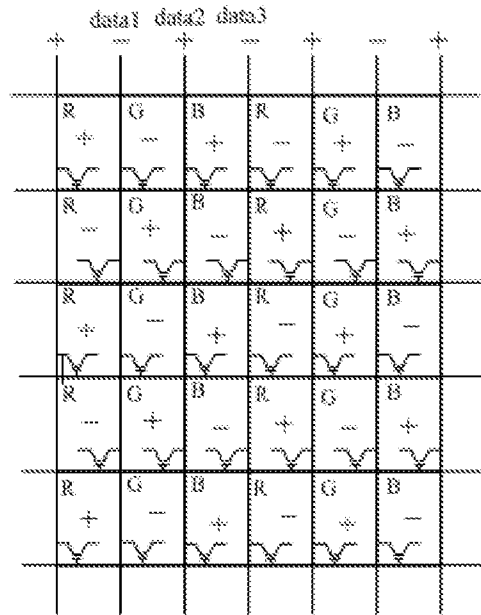 data1 data2 data3
+ − + − + − +
R G B R G B
+ − + − + −
R G B R G B
− + − + − +
R G B R G B
+ − + − + −
R G B R G B
− + − + − +
R G B R G B
+ − + − + −